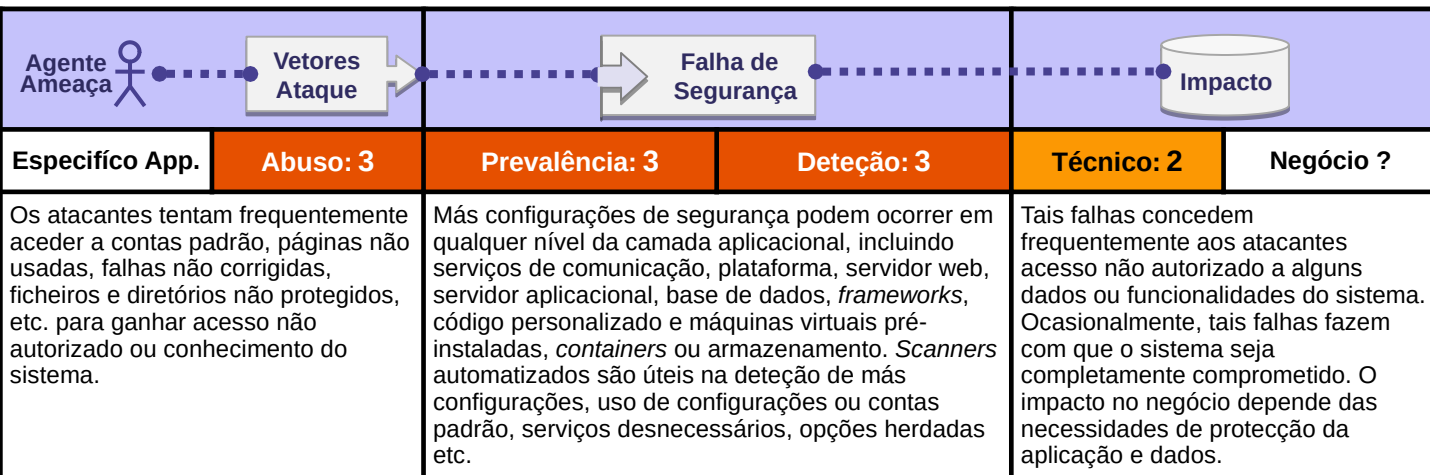 Agente
Ameaça
Vetores
Ataque
Falha de
Segurança
Impacto
Especifíco App.
Abuso: 3
Prevalência: 3
Deteção: 3
Técnico: 2
Negócio ?
Os atacantes tentam frequentemente
aceder a contas padrão, páginas não
usadas, falhas não corrigidas,
ficheiros e diretórios não protegidos,
etc. para ganhar acesso não
autorizado ou conhecimento do
sistema.
Más configurações de segurança podem ocorrer em
qualquer nível da camada aplicacional, incluindo
serviços de comunicação, plataforma, servidor web,
servidor aplicacional, base de dados, frameworks,
código personalizado e máquinas virtuais pré-
instaladas, containers ou armazenamento. Scanners
automatizados são úteis na deteção de más
configurações, uso de configurações ou contas
padrão, serviços desnecessários, opções herdadas
etc.
Tais falhas concedem
frequentemente aos atacantes
acesso não autorizado a alguns
dados ou funcionalidades do sistema.
Ocasionalmente, tais falhas fazem
com que o sistema seja
completamente comprometido. O
impacto no negócio depende das
necessidades de protecção da
aplicação e dados.